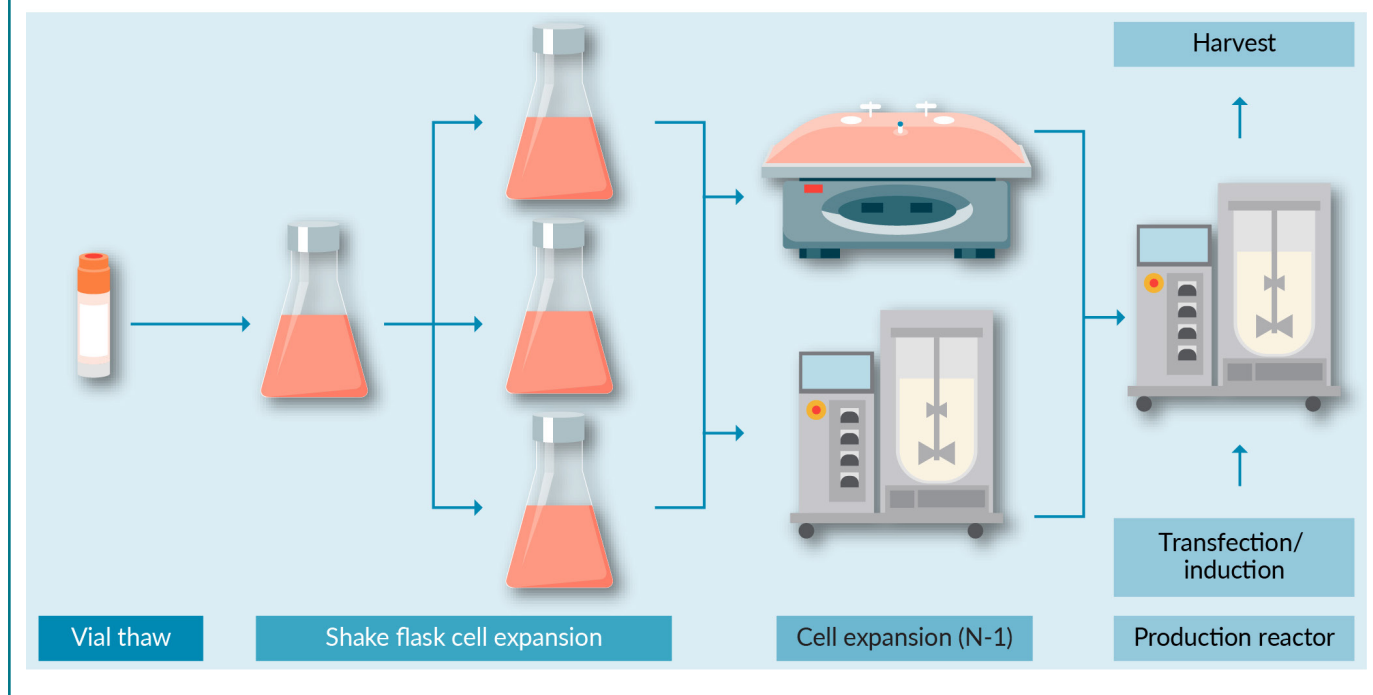 Harvest
Transfection/
induction
Vial thaw
Shake flask cell expansion
Cell expansion (N-1)
Production reactor